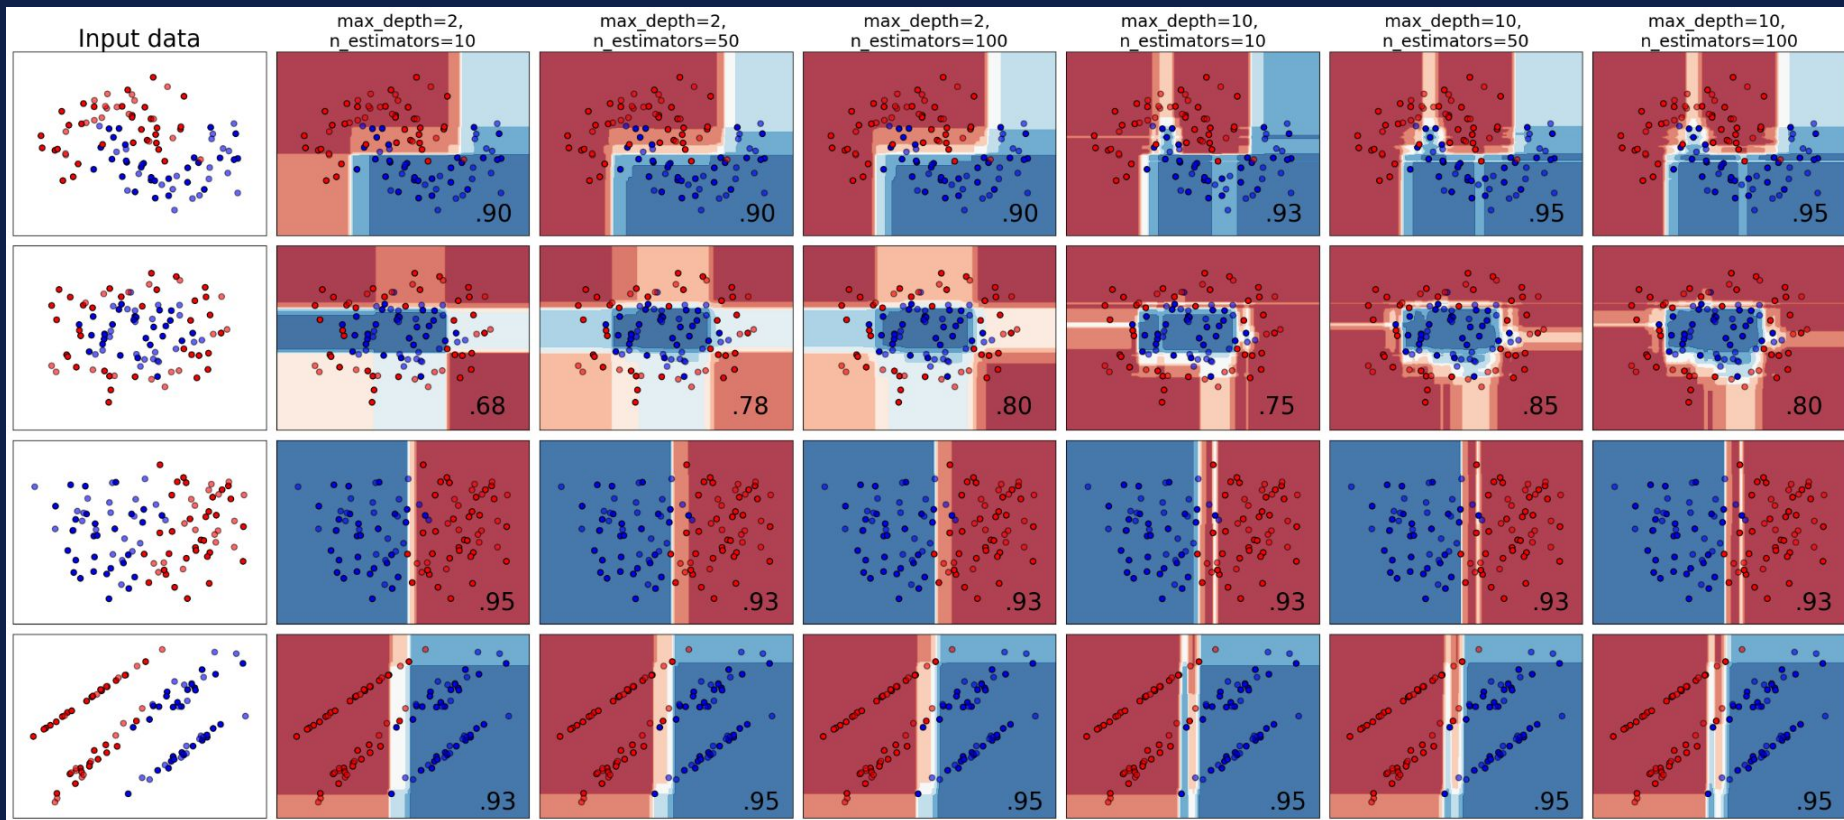 Input data
max_depth=2,
n_estimators=10
max_depth=2,
n_estimators=50
max_depth=2,
n_estimators=100
max_depth=10,
n_estimators=10
max_depth=10,
n_estimators=50
max_depth=10,
n_estimators=100
.90
.90
.90
.93
.95
.95
.68
.78
.80
.75
.85
.80
.95
.93
.93
.93
.93
.93
.93
.95
.95
.95
.95
.95